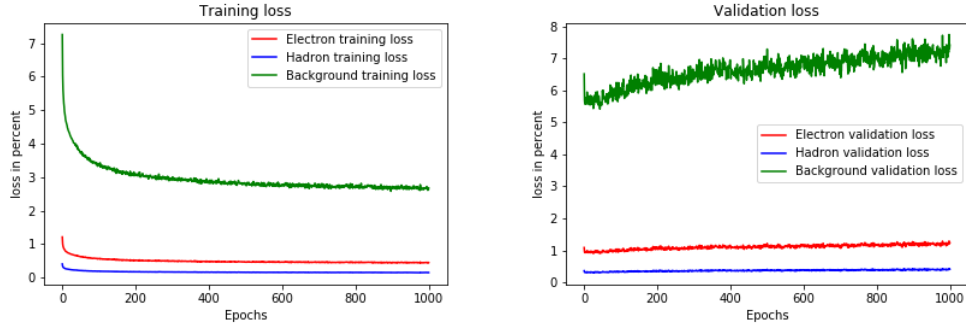 Training loss
7
6
5
4
3
2
1
0
loss in percent
Electron training loss
Hadron training loss
Background training loss
0 200 400 600 800 1000
Epochs
Validation loss
8
7
6
5
4
3
2
1
0
loss in percent
Electron validation loss
Hadron validation loss
Background validation loss
0 200 400 600 800 1000
Epochs